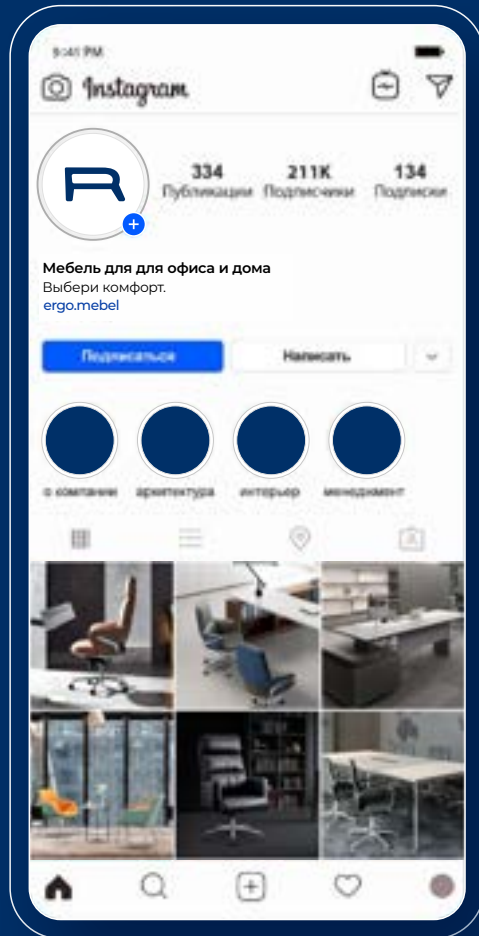 9:41 PM
Instagram
R
334 211K 134
Публикации Подписчики Подписки
Мебель для для офиса и дома
Выбери комфорт.
ergo.mebel
Подписаться Написать
о компании архитектура интерьер менеджмент